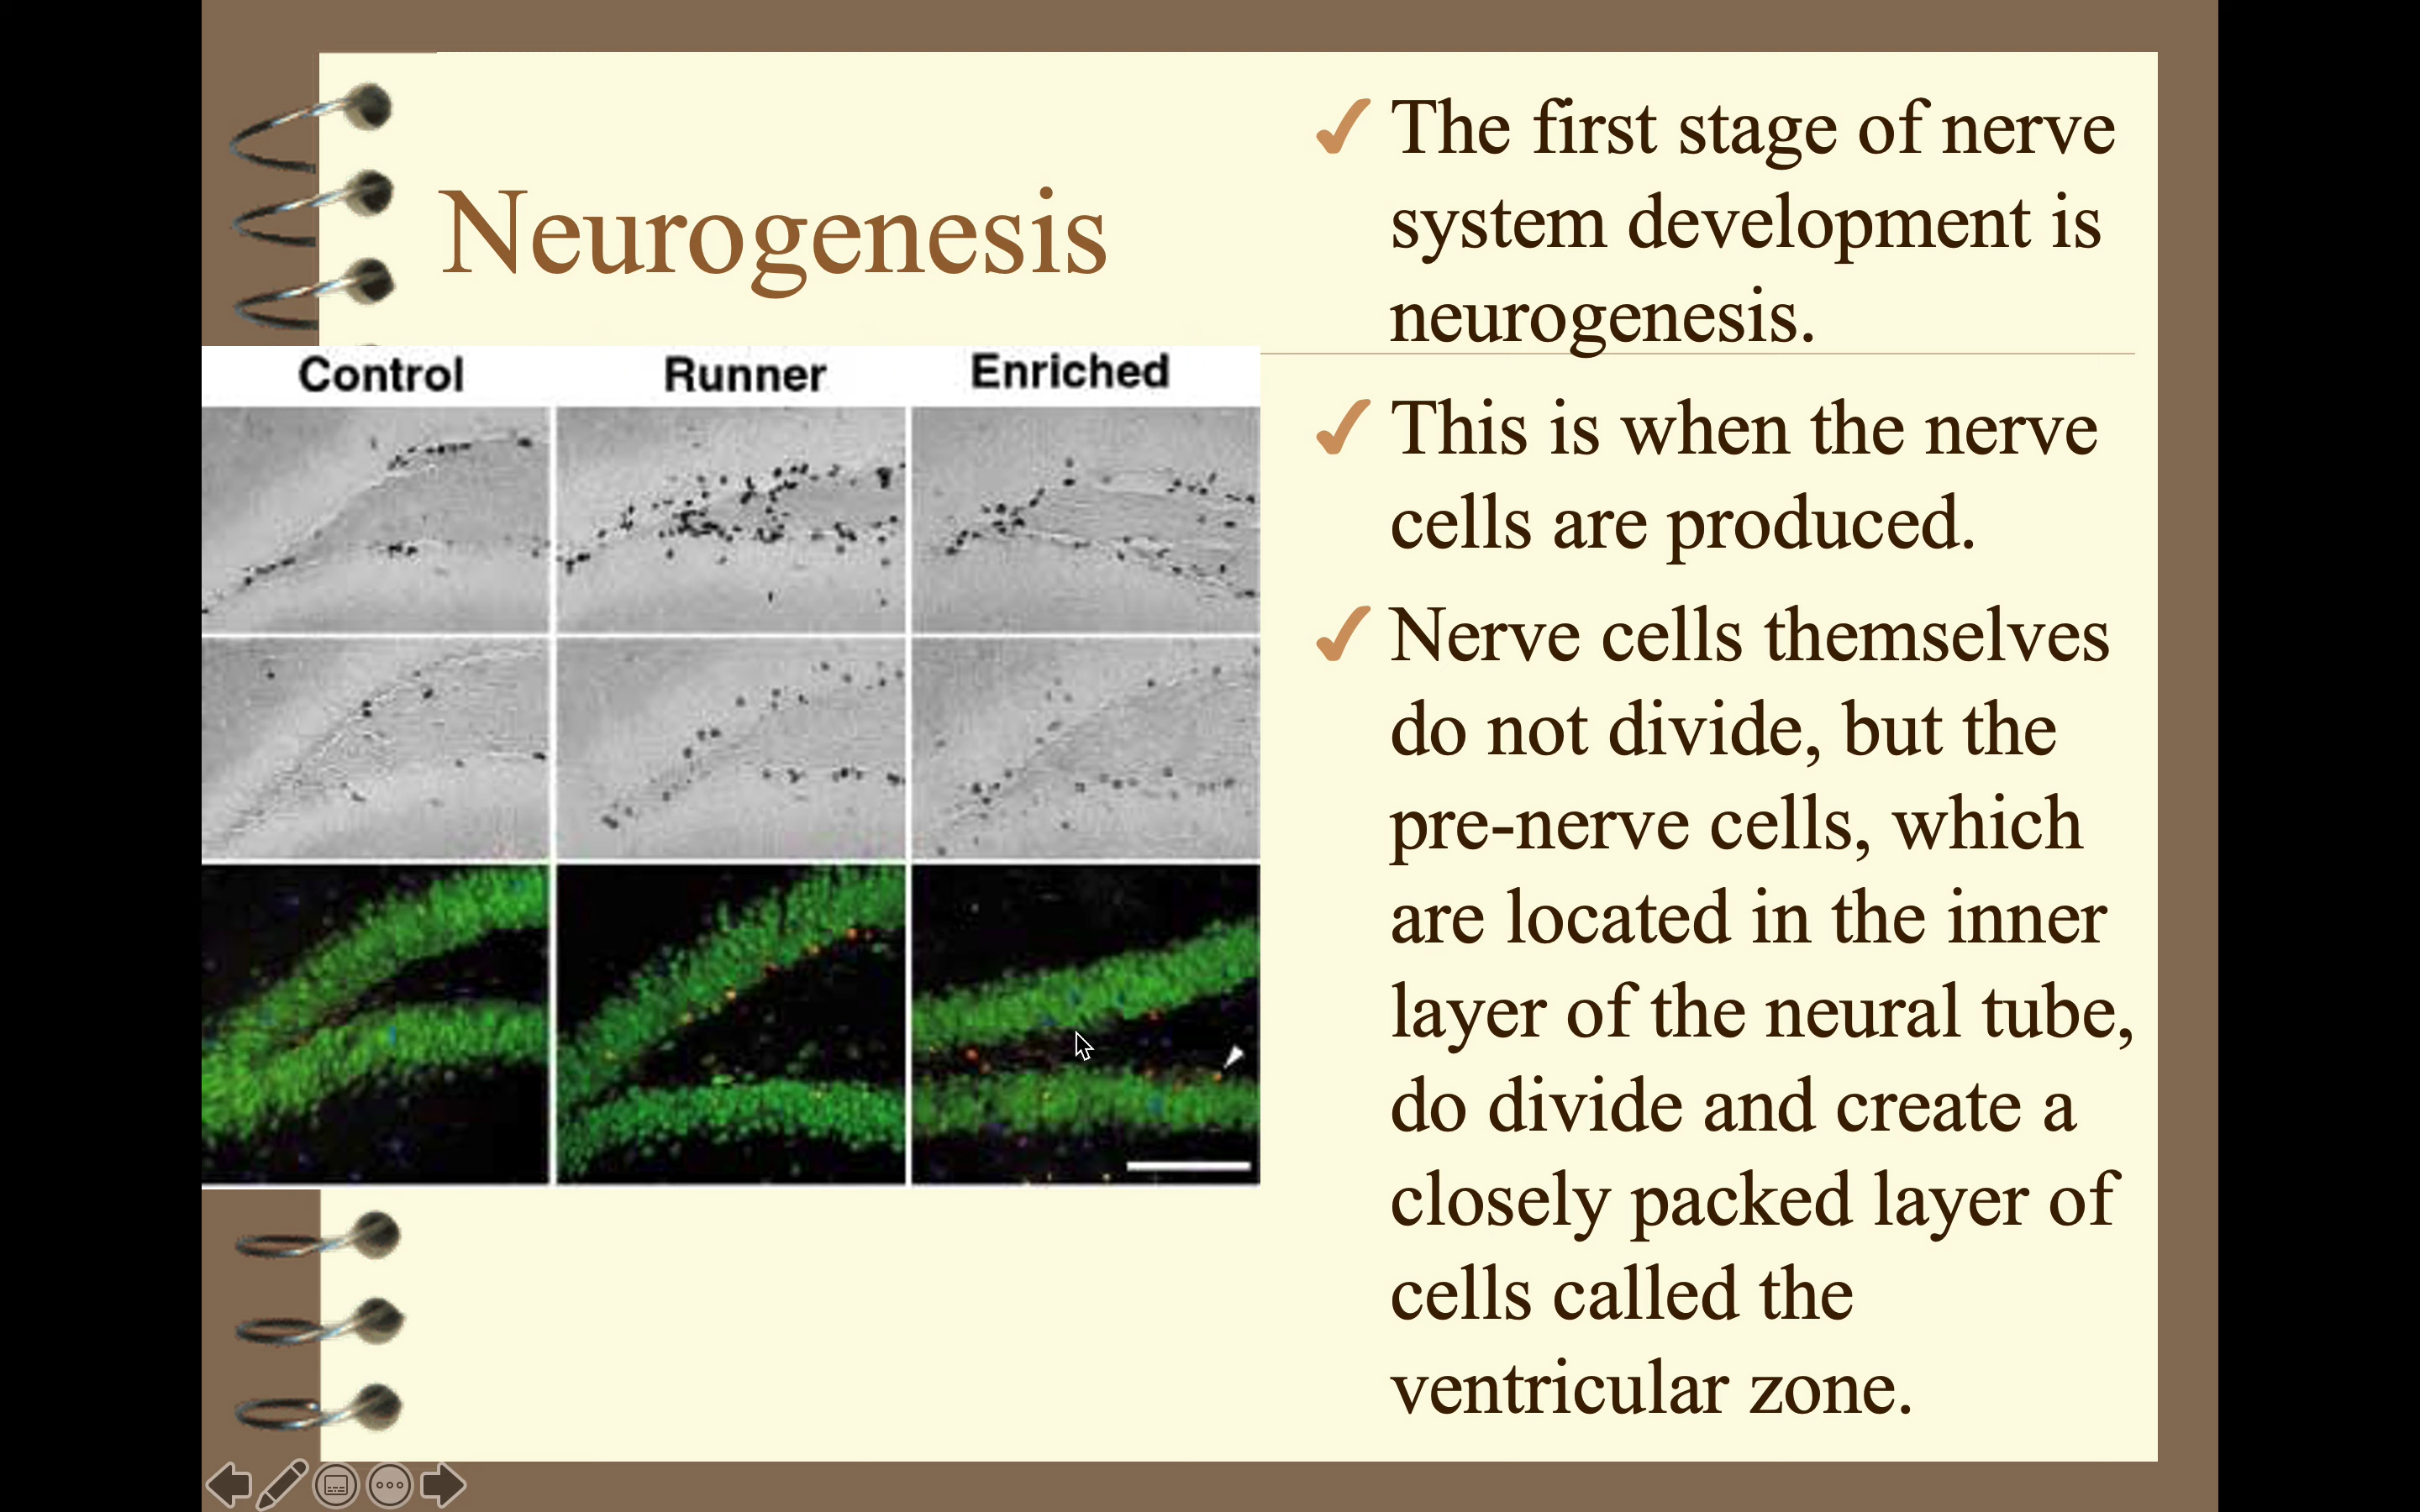 Neurogenesis
Control
Runner
Enriched
✓ The first stage of nerve
system development is
neurogenesis.
✓ This is when the nerve
cells are produced.
✓ Nerve cells themselves
do not divide, but the
pre-nerve cells, which
are located in the inner
layer of the neural tube,
do divide and create a
closely packed layer of
cells called the
ventricular zone.